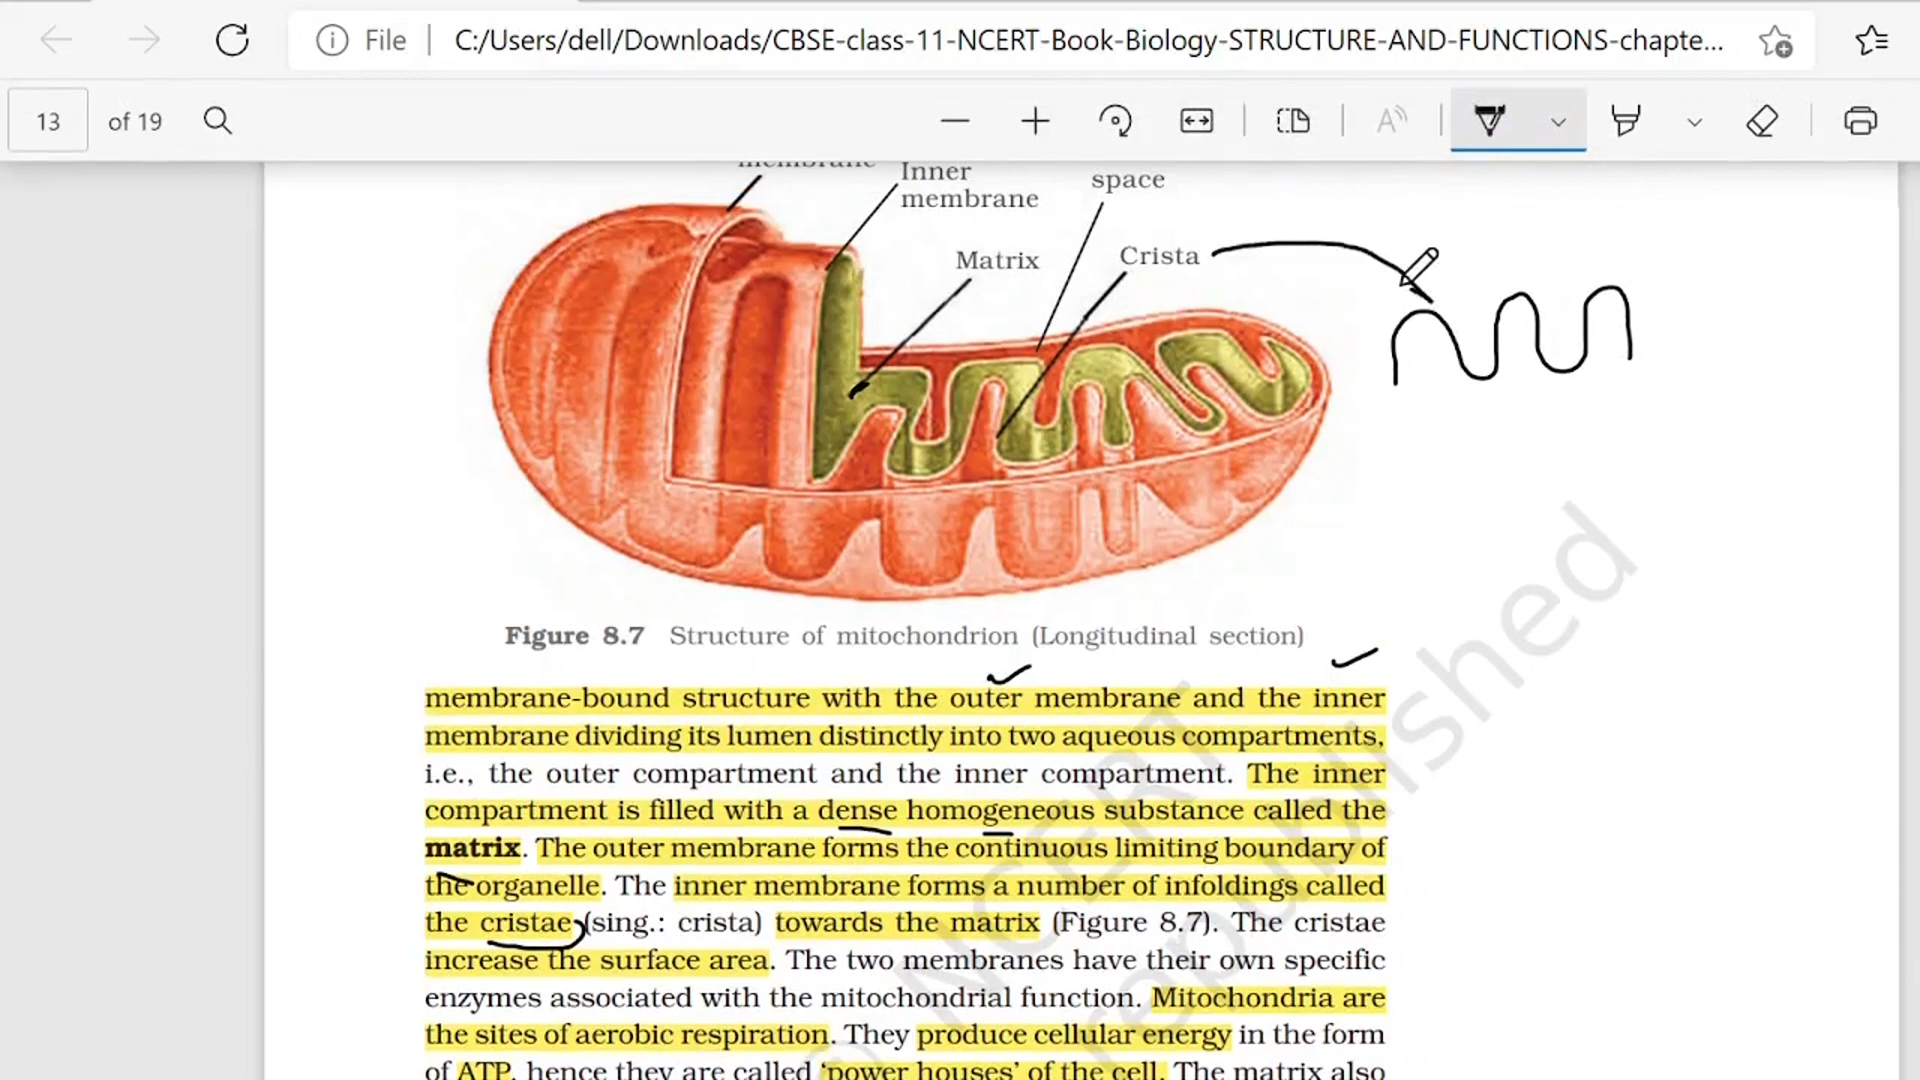 File
C:/Users/dell/Downloads/CBSE-class-11-NCERT-Book-Biology-STRUCTURE-AND-FUNCTIONS-chapte...
13 of 19
membrane
Inner
membrane
space
Matrix
Crista
Figure 8.7 Structure of mitochondrion (Longitudinal section)
membrane-bound structure with the outer membrane and the inner
membrane dividing its lumen distinctly into two aqueous compartments,
i.e., the outer compartment and the inner compartment. The inner
compartment is filled with a dense homogeneous substance called the
matrix. The outer membrane forms the continuous limiting boundary of
the organelle. The inner membrane forms a number of infoldings called
the cristae (sing.: crista) towards the matrix (Figure 8.7). The cristae
increase the surface area. The two membranes have their own specific
enzymes associated with the mitochondrial function. Mitochondria are
the sites of aerobic respiration. They produce cellular energy in the form
of ATP, hence they are called ‘power houses’ of the cell. The matrix also
© NCERT
republished